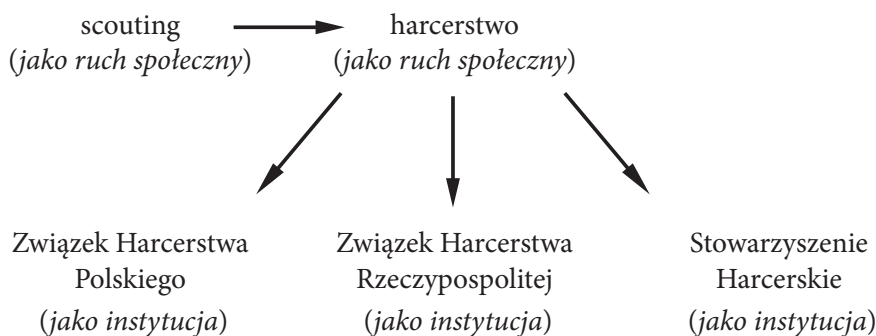 scouting
(jako ruch społeczny)
harcerstwo
(jako ruch społeczny)
Związek Harcerstwa
Polskiego
(jako instytucja)
Związek Harcerstwa
Rzeczypospolitej
(jako instytucja)
Stowarzyszenie
Harcerskie
(jako instytucja)